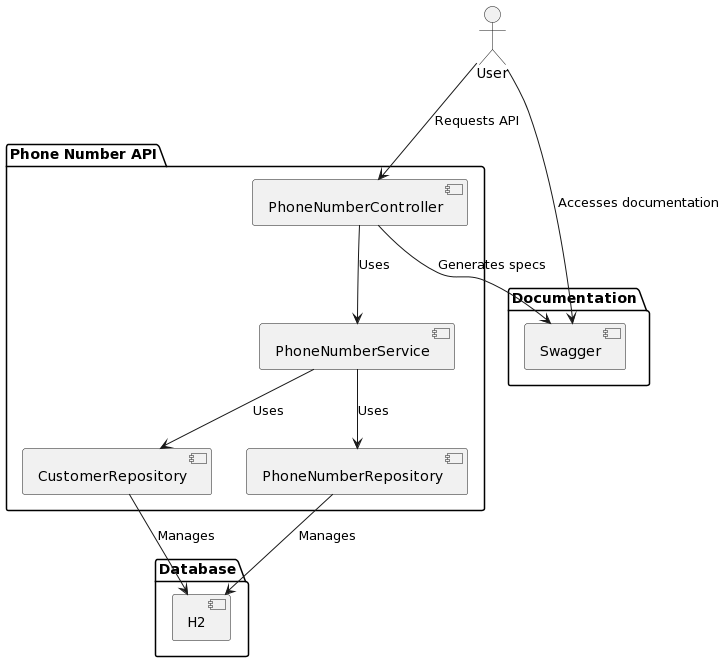 User
Requests API
Phone Number API
PhoneNumberController
Accesses documentation
Uses
Generates specs
Documentation
PhoneNumberService
Swagger
Uses
Uses
CustomerRepository
PhoneNumberRepository
Manages
Manages
Database
H2